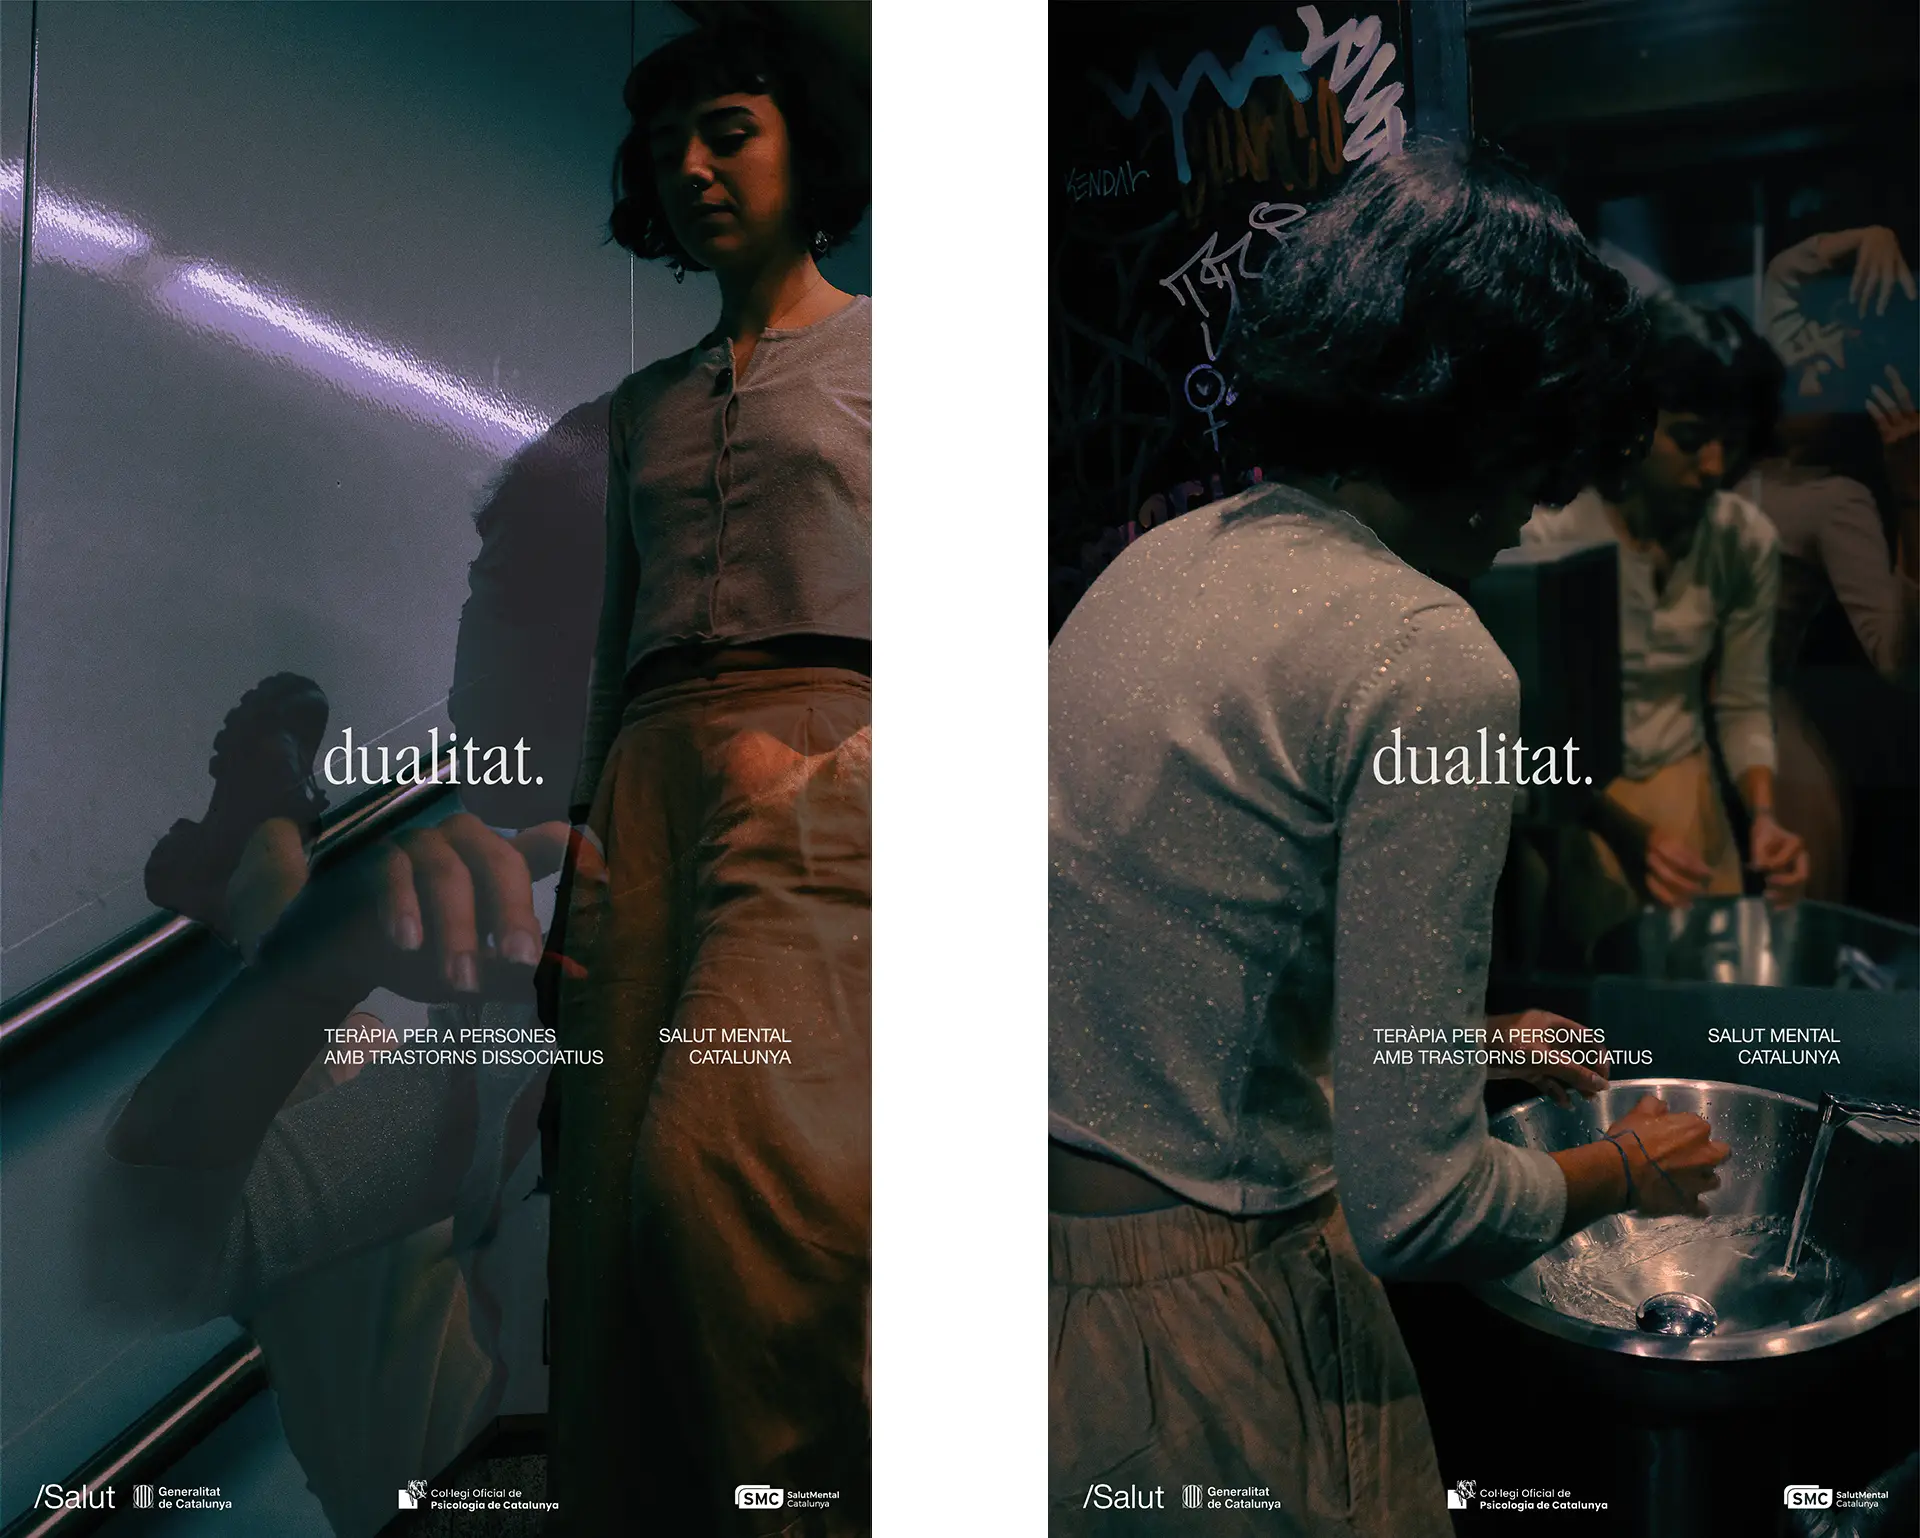 dualitat.
TERÀPIA PER A PERSONES
AMB TRASTORNS DISSOCIATIUS
SALUT MENTAL
CATALUNYA
/Salut
Generalitat
de Catalunya
Col·legi Oficial de
Psicologia de Catalunya
SMC
SalutMental
Catalunya
KENDAL
dualitat.
TERÀPIA PER A PERSONES
AMB TRASTORNS DISSOCIATIUS
SALUT MENTAL
CATALUNYA
/Salut
Generalitat
de Catalunya
Col·legi Oficial de
Psicologia de Catalunya
SMC
SalutMental
Catalunya